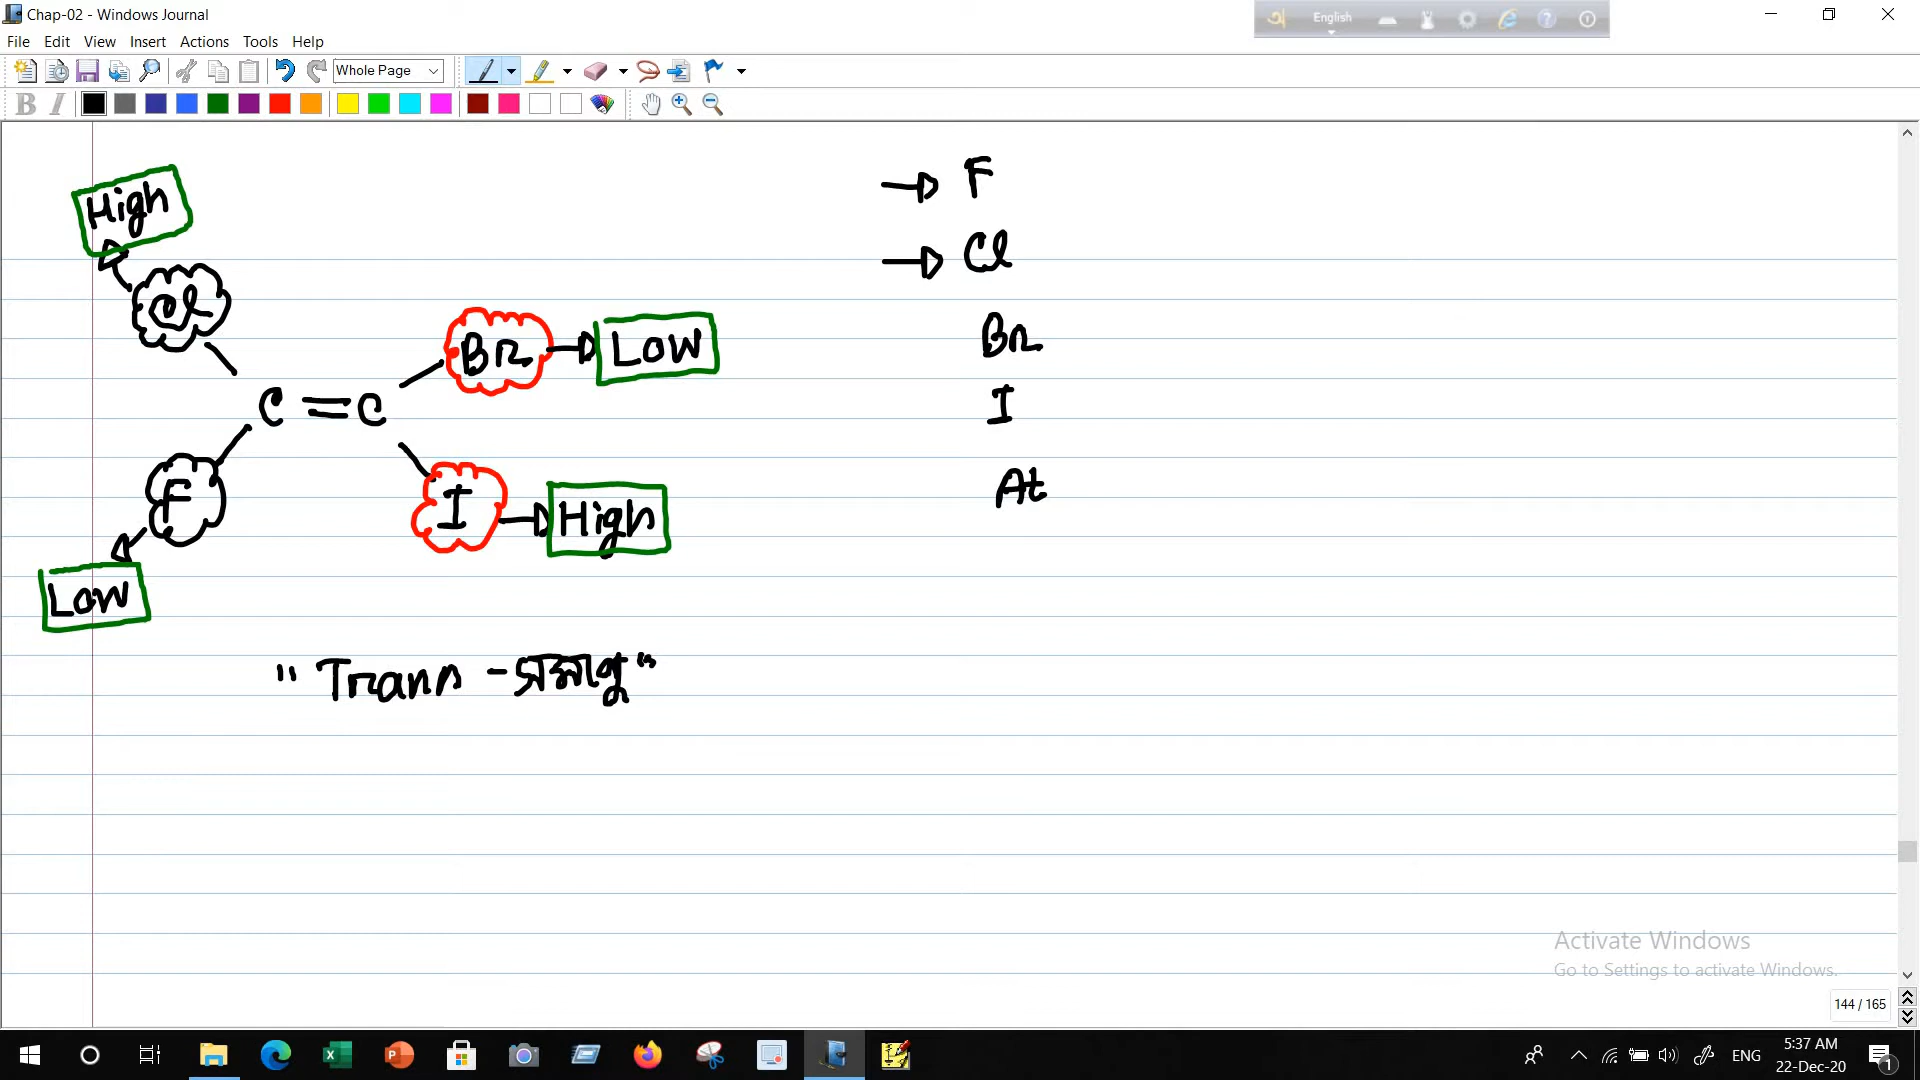 Chap-02 - Windows Journal
English
File Edit View Insert Actions Tools Help
Whole Page
B I
High
Cl
Br
Low
C = C
F
I
High
Low
F
Cl
Br
I
At
" Trans -সমাণু"
Activate Windows
Go to Settings to activate Windows.
144 / 165
ENG
5:37 AM
22-Dec-20
1